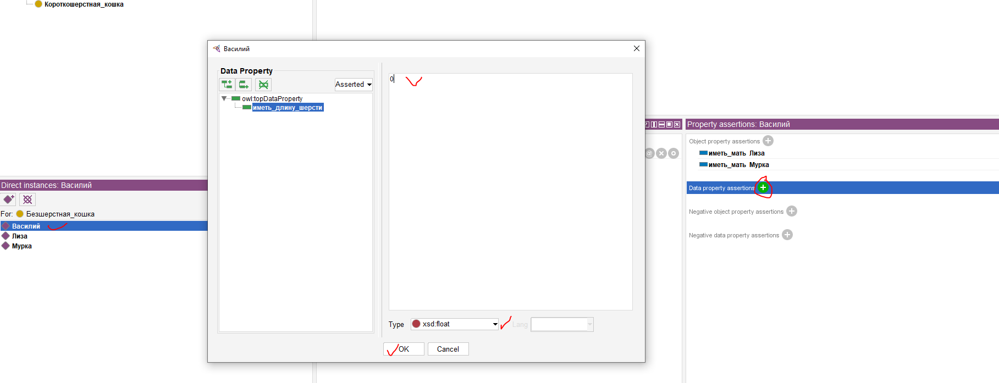 Короткошерстная_кошка
Василий
Data Property
Asserted
owl:topDataProperty
иметь_длину_шерсти
0
Type
xsd:float
Lang
OK
Cancel
Property assertions: Василий
Object property assertions
иметь_мать Лиза
иметь_мать Мурка
Data property assertions
Negative object property assertions
Negative data property assertions
Direct instances: Василий
For: Безшерстная_кошка
Василий
Лиза
Мурка